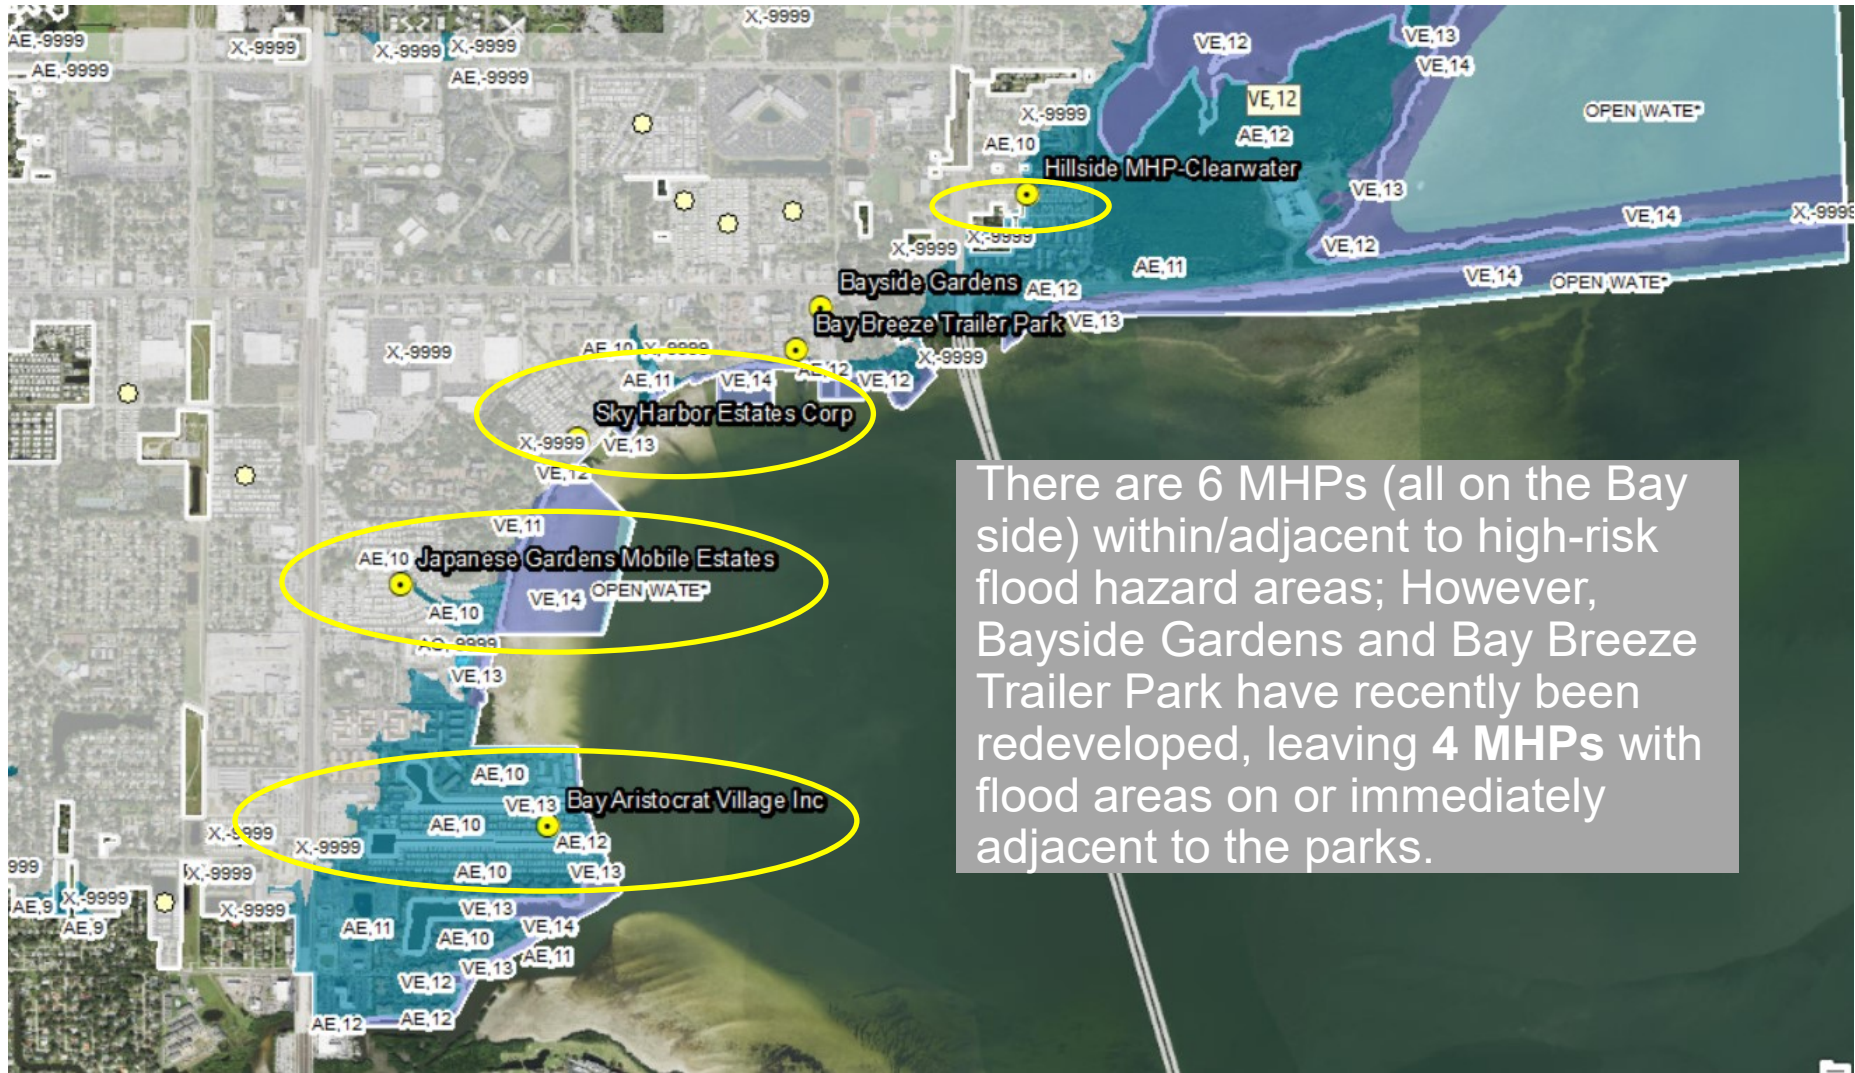 X,-9999
AE,-9999
X,-9999
X,-9999
X,-9999
AE,-9999
AE,-9999
VE,12
VE,13
VE,14
VE,12
OPEN WATE*
X,-9999
AE,12
AE,10
Hillside MHP-Clearwater
VE,13
VE,14
X,-9999
X,-9999
X,-9999
VE,12
AE,11
VE,14
OPEN WATE*
Bayside Gardens
AE,12
Bay Breeze Trailer Park
VE,13
X,-9999
AE,10
X,-9999
X,-9999
AE,12
AE,11
VE,14
VE,12
Sky Harbor Estates Corp
X,-9999
VE,13
VE,12
VE,11
AE,10
Japanese Gardens Mobile Estates
OPEN WATE*
VE,14
AE,10
AO,-9999
VE,13
There are 6 MHPs (all on the Bay
side) within/adjacent to high-risk
flood hazard areas; However,
Bayside Gardens and Bay Breeze
Trailer Park have recently been
redeveloped, leaving 4 MHPs with
flood areas on or immediately
adjacent to the parks.
AE,10
VE,13
Bay Aristocrat Village Inc
AE,10
X,-9999
X,-9999
AE,12
999
X,-9999
AE,10
VE,13
X,-9999
AE,9
X,-9999
VE,13
AE,9
AE,11
AE,10
VE,14
AE,11
VE,13
VE,12
AE,12
AE,12